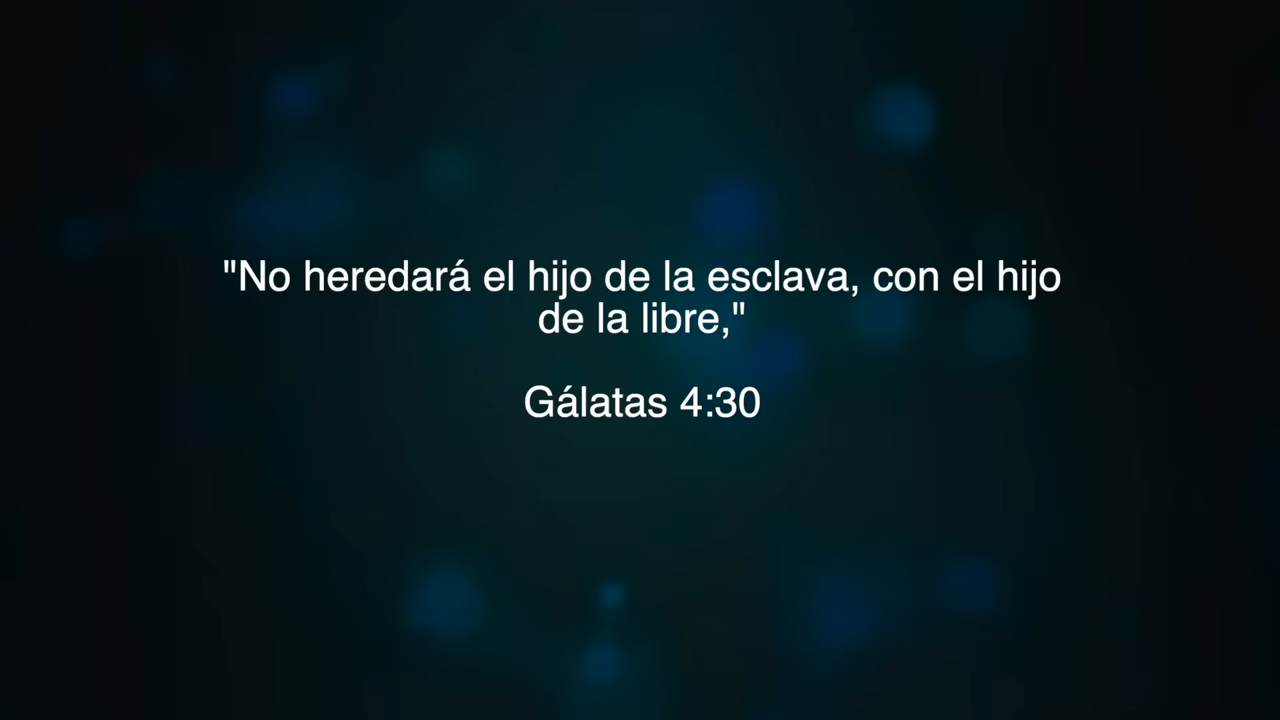 "No heredará el hijo de la esclava, con el hijo
de la libre,"
Gálatas 4:30